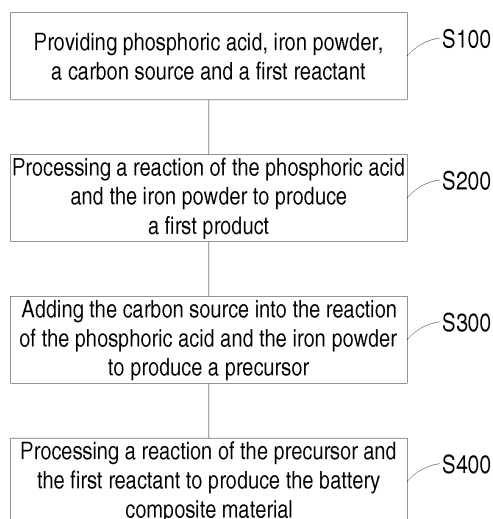 Providing phosphoric acid, iron powder,
a carbon source and a first reactant
S100
Processing a reaction of the phosphoric acid
and the iron powder to produce
a first product
S200
Adding the carbon source into the reaction
of the phosphoric acid and the iron powder
to produce a precursor
S300
Processing a reaction of the precursor and
the first reactant to produce the battery
composite material
S400